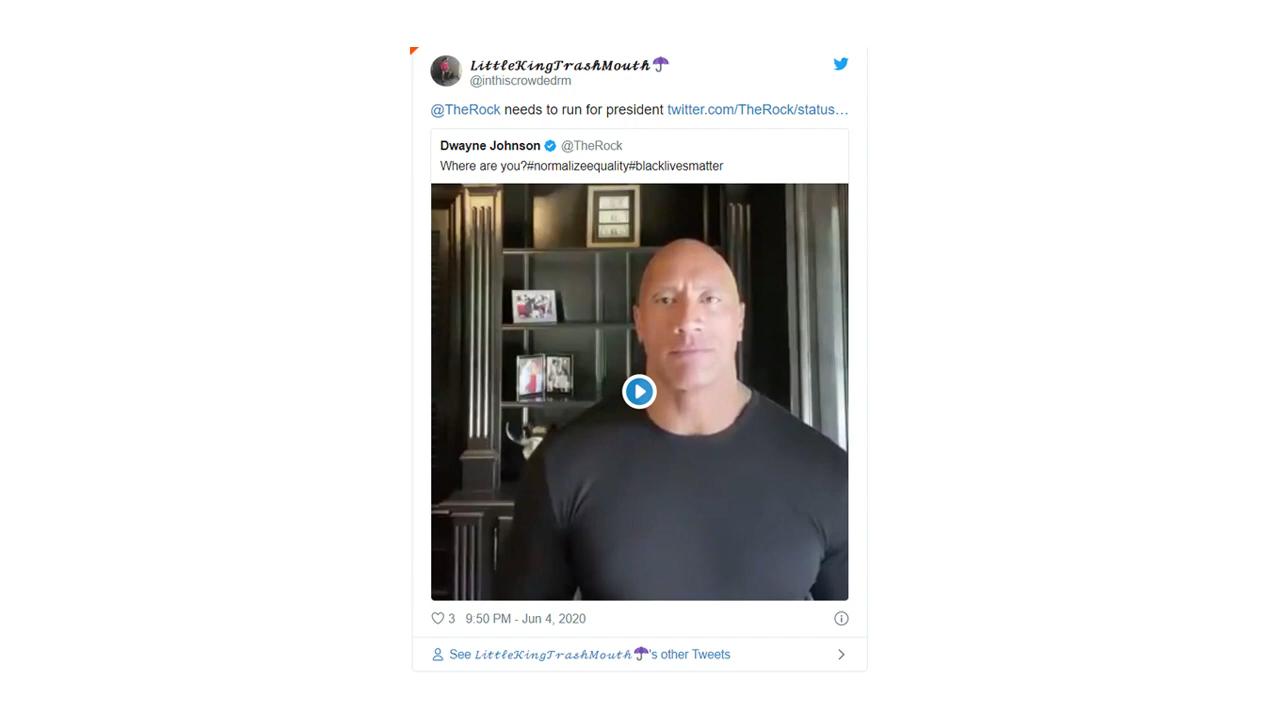 𝓛𝓲𝓽𝓽𝓵𝓮𝓚𝓲𝓷𝓰𝓣𝓻𝓪𝓼𝓱𝓜𝓸𝓾𝓽𝓱☂
@inthiscrowdedrm
@TheRock needs to run for president twitter.com/TheRock/status…
Dwayne Johnson @TheRock
Where are you?#normalizeequality#blacklivesmatter
3 9:50 PM - Jun 4, 2020
See 𝓛𝓲𝓽𝓽𝓵𝓮𝓚𝓲𝓷𝓰𝓣𝓻𝓪𝓼𝓱𝓜𝓸𝓾𝓽𝓱☂'s other Tweets